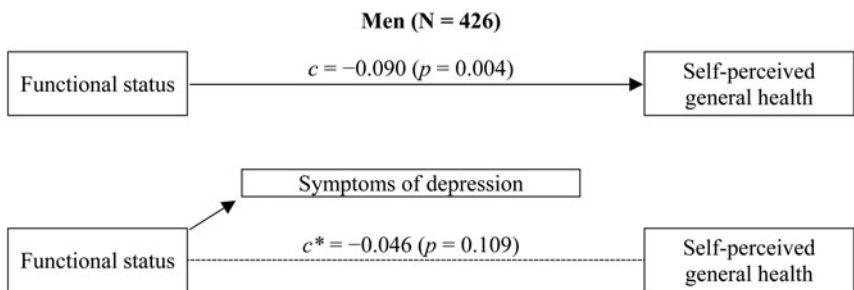 Men (N = 426)
c = −0.090 (p = 0.004)
Functional status
Self-perceived
general health
Symptoms of depression
c* = −0.046 (p = 0.109)
Functional status
Self-perceived
general health